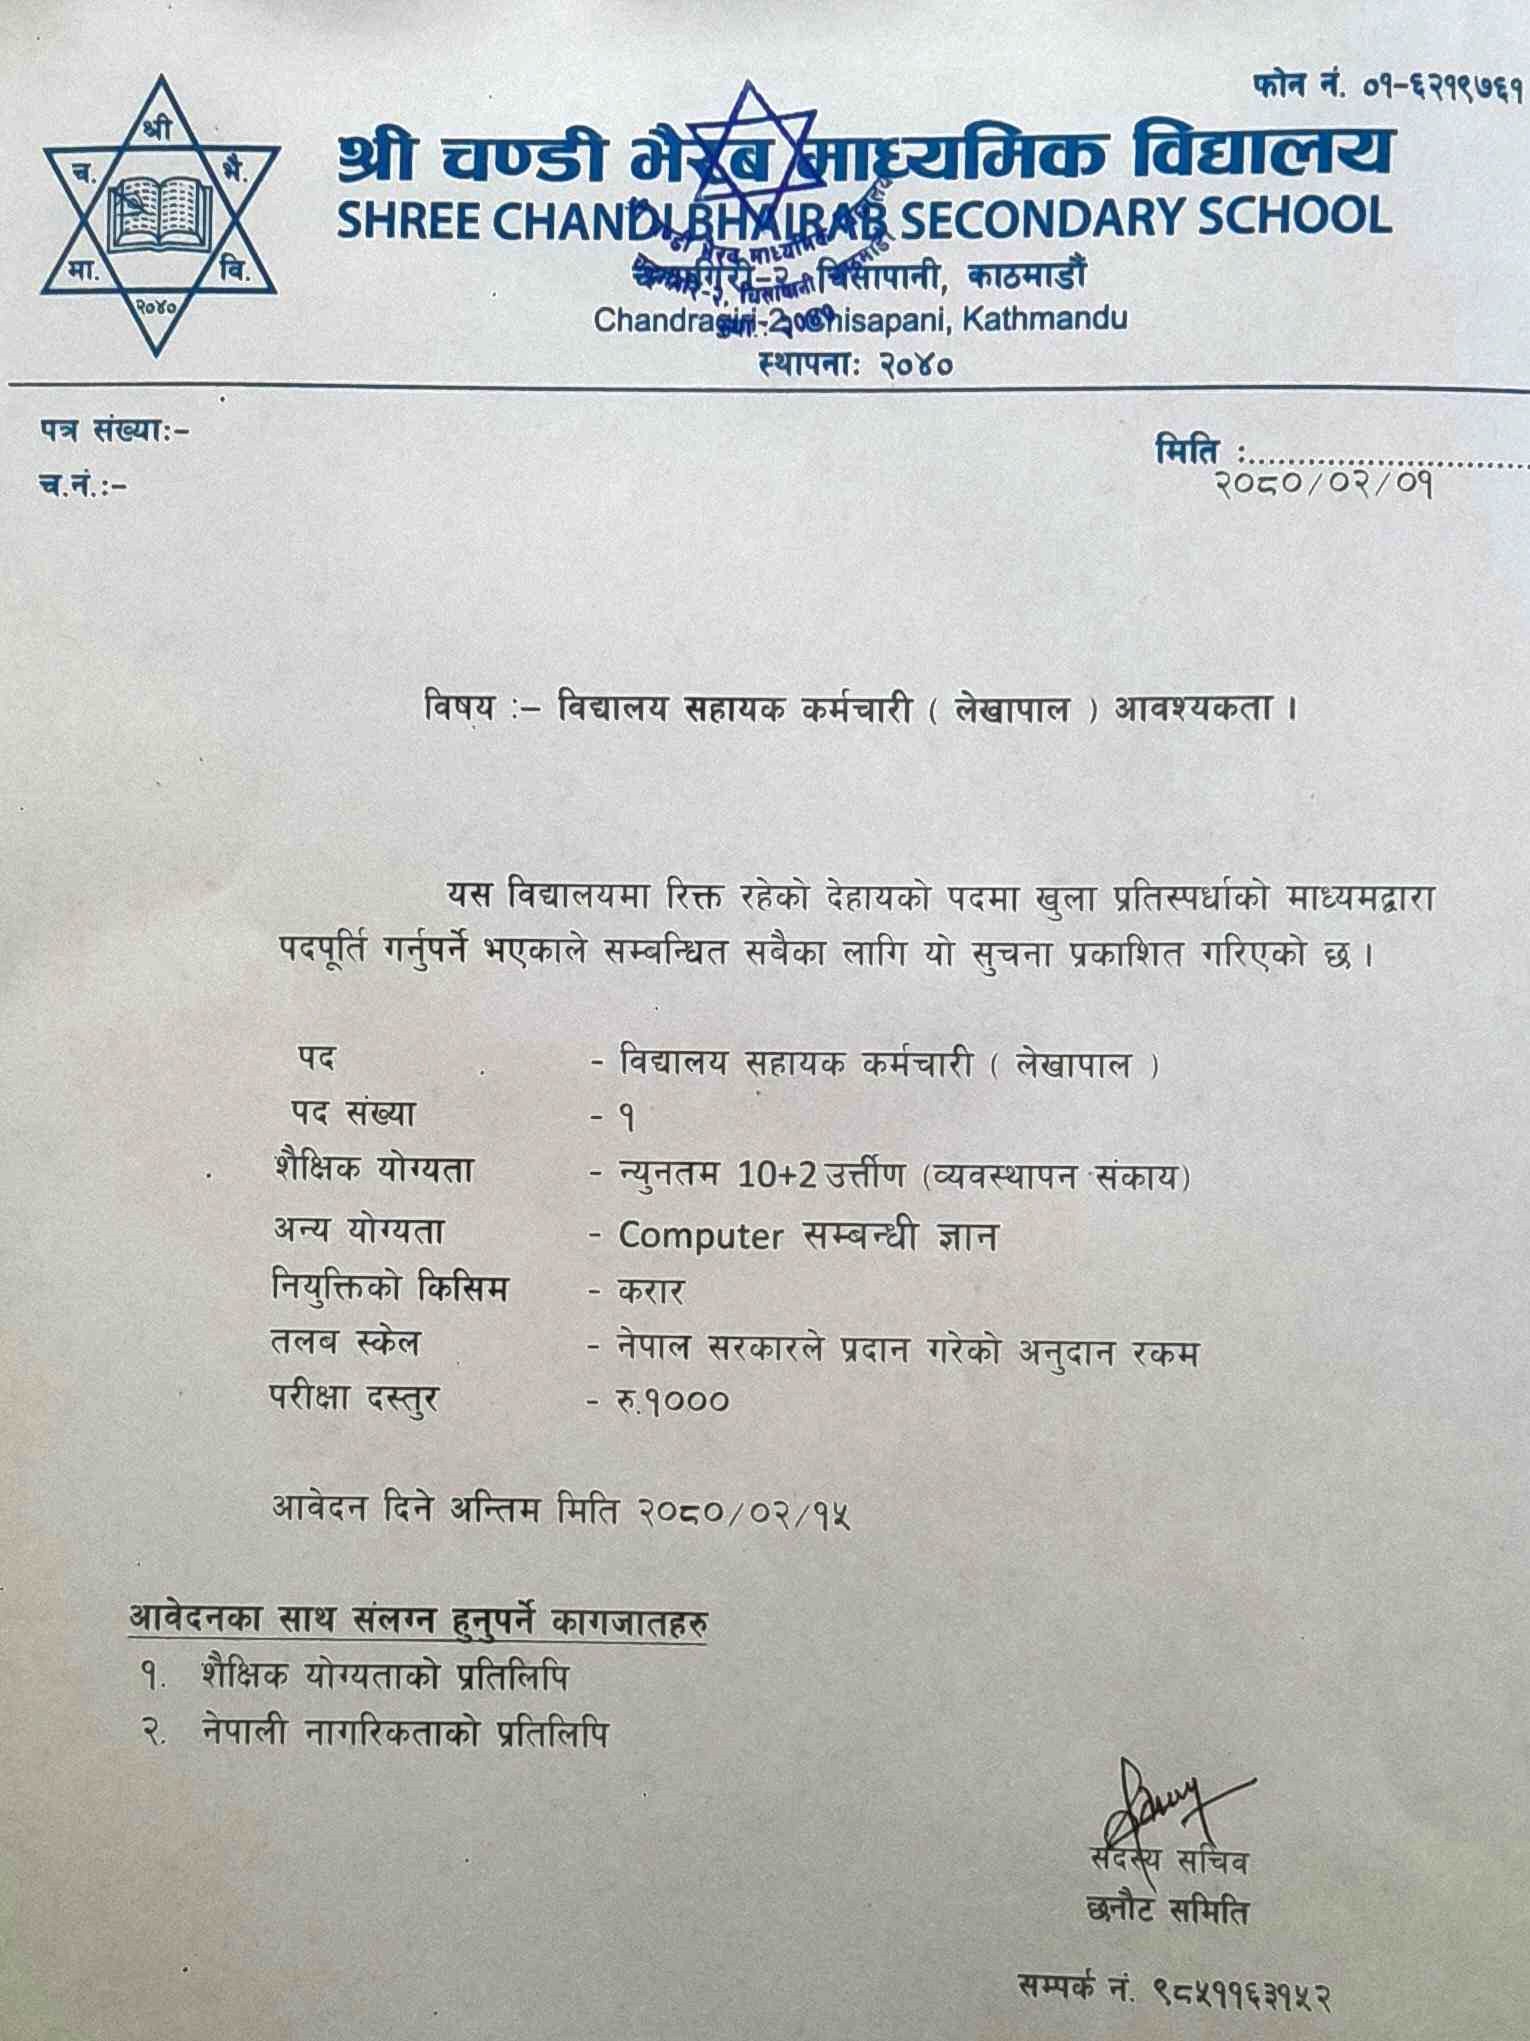 फोन नं. ०१-६२१९७६१
श्री
च.
भै.
मा.
वि.
२०४०
श्री चण्डी भैरब माध्यमिक विद्यालय
SHREE CHANDI BHAIRAB SECONDARY SCHOOL
चन्द्रागिरी-२, चिसापानी, काठमाडौं
Chandragiri-2, Chisapani, Kathmandu
स्थापनाः २०४०
पत्र संख्याः-
मिति :..............................
च.नं.:-
२०८०/०२/०१
विषय :– विद्यालय सहायक कर्मचारी ( लेखापाल ) आवश्यकता ।
यस विद्यालयमा रिक्त रहेको देहायको पदमा खुला प्रतिस्पर्धाको माध्यमद्वारा
पदपूर्ति गर्नुपर्ने भएकाले सम्बन्धित सबैका लागि यो सुचना प्रकाशित गरिएको छ ।
पद - विद्यालय सहायक कर्मचारी ( लेखापाल )
पद संख्या - १
शैक्षिक योग्यता - न्युनतम 10+2 उर्त्तीण (व्यवस्थापन संकाय)
अन्य योग्यता - Computer सम्बन्धी ज्ञान
नियुक्तिको किसिम - करार
तलब स्केल - नेपाल सरकारले प्रदान गरेको अनुदान रकम
परीक्षा दस्तुर - रु.१०००
आवेदन दिने अन्तिम मिति २०८०/०२/१५
आवेदनका साथ संलग्न हुनुपर्ने कागजातहरु
१. शैक्षिक योग्यताको प्रतिलिपि
२. नेपाली नागरिकताको प्रतिलिपि
सदस्य सचिव
छनौट समिति
सम्पर्क नं. ९८५११६३१५२